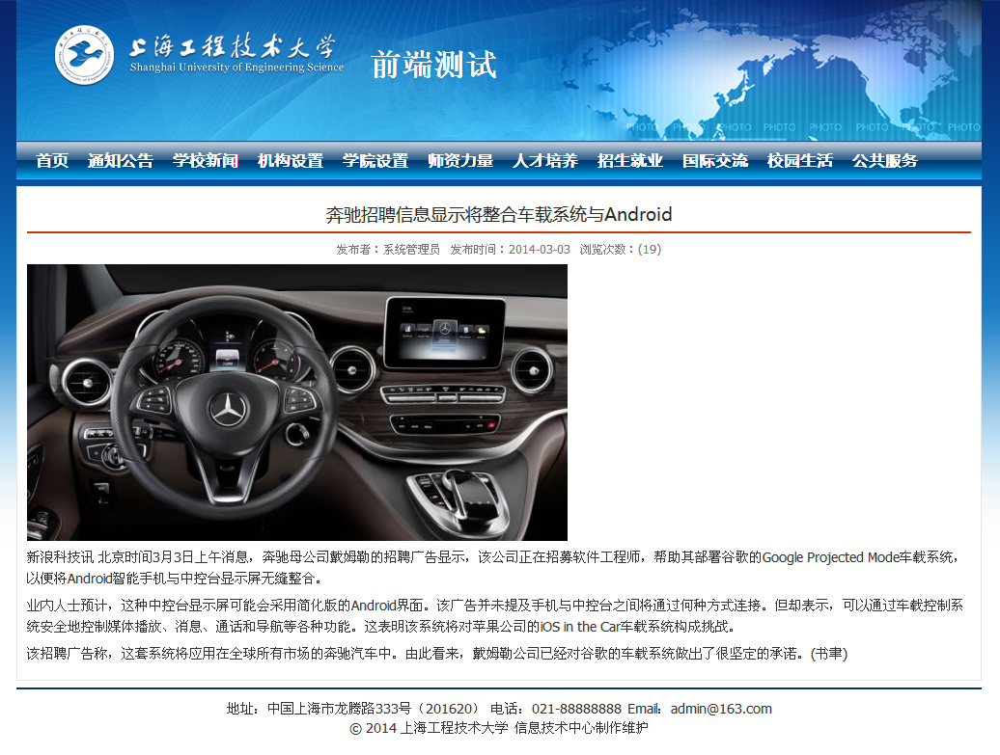 上海工程技术大学
Shanghai University of Engineering Science
前端测试
PHOTO PHOTO PHOTO PHOTO PHOTO PHOTO PHOTO PHOTO
首页 通知公告 学校新闻 机构设置 学院设置 师资力量 人才培养 招生就业 国际交流 校园生活 公共服务
奔驰招聘信息显示将整合车载系统与Android
发布者：系统管理员 发布时间：2014-03-03 浏览次数：(19)
新浪科技讯 北京时间3月3日上午消息，奔驰母公司戴姆勒的招聘广告显示，该公司正在招募软件工程师，帮助其部署谷歌的Google Projected Mode车载系统，
以便将Android智能手机与中控台显示屏无缝整合。
业内人士预计，这种中控台显示屏可能会采用简化版的Android界面。该广告并未提及手机与中控台之间将通过何种方式连接。但却表示，可以通过车载控制系
统安全地控制媒体播放、消息、通话和导航等各种功能。这表明该系统将对苹果公司的iOS in the Car车载系统构成挑战。
该招聘广告称，这套系统将应用在全球所有市场的奔驰汽车中。由此看来，戴姆勒公司已经对谷歌的车载系统做出了很坚定的承诺。(书聿)
地址：中国上海市龙腾路333号（201620） 电话：021-88888888 Email：admin@163.com
© 2014 上海工程技术大学 信息技术中心制作维护